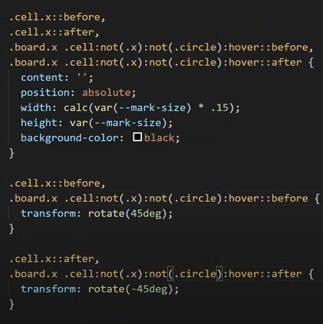 .cell.x::before,
.cell.x::after,
.board.x .cell:not(.x):not(.circle):hover::before,
.board.x .cell:not(.x):not(.circle):hover::after {
  content: '';
  position: absolute;
  width: calc(var(--mark-size) * .15);
  height: var(--mark-size);
  background-color: black;
}

.cell.x::before,
.board.x .cell:not(.x):not(.circle):hover::before {
  transform: rotate(45deg);
}

.cell.x::after,
.board.x .cell:not(.x):not(.circle):hover::after {
  transform: rotate(-45deg);
}